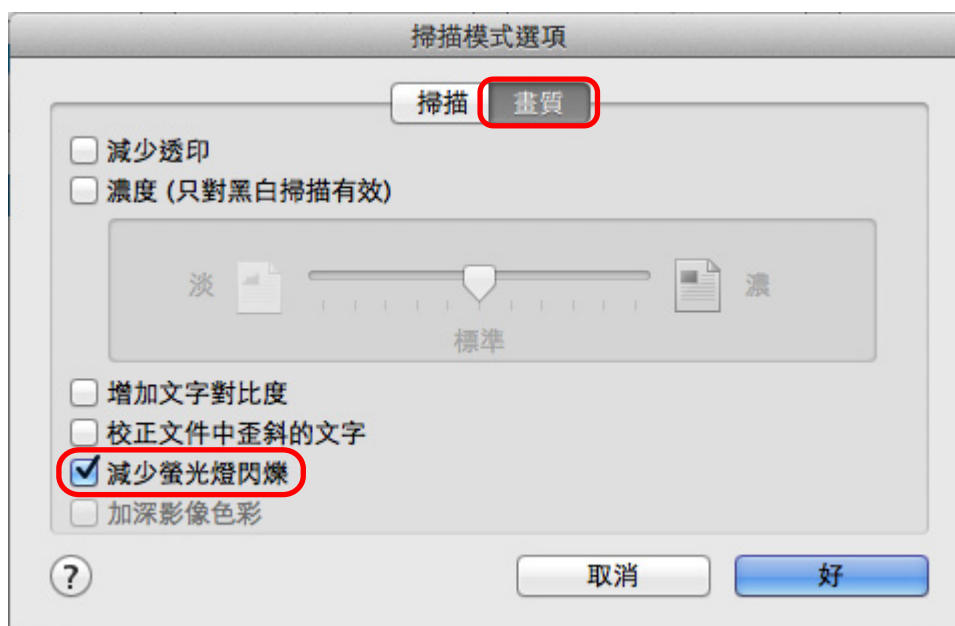 掃描模式選項
掃描 畫質
減少透印
濃度 (只對黑白掃描有效)
淡 濃
標準
增加文字對比度
校正文件中歪斜的文字
減少螢光燈閃爍
加深影像色彩
? 取消 好